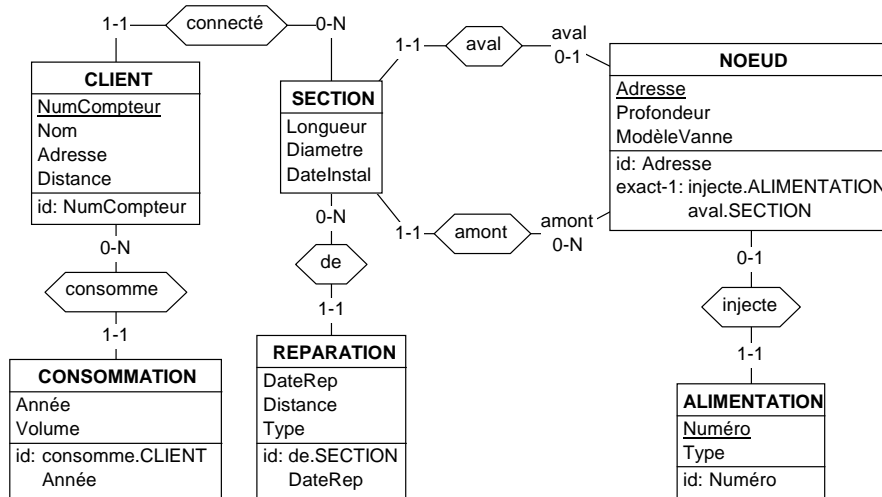 1-1 connecté 0-N
CLIENT
NumCompteur
Nom
Adresse
Distance
id: NumCompteur
SECTION
Longueur
Diametre
DateInstal
1-1 aval aval
0-1
NOEUD
Adresse
Profondeur
ModèleVanne
id: Adresse
exact-1: injecte.ALIMENTATION
aval.SECTION
1-1 amont amont
0-N
0-N
consomme
1-1
0-N
de
1-1
0-1
injecte
1-1
CONSOMMATION
Année
Volume
id: consomme.CLIENT
Année
REPARATION
DateRep
Distance
Type
id: de.SECTION
DateRep
ALIMENTATION
Numéro
Type
id: Numéro